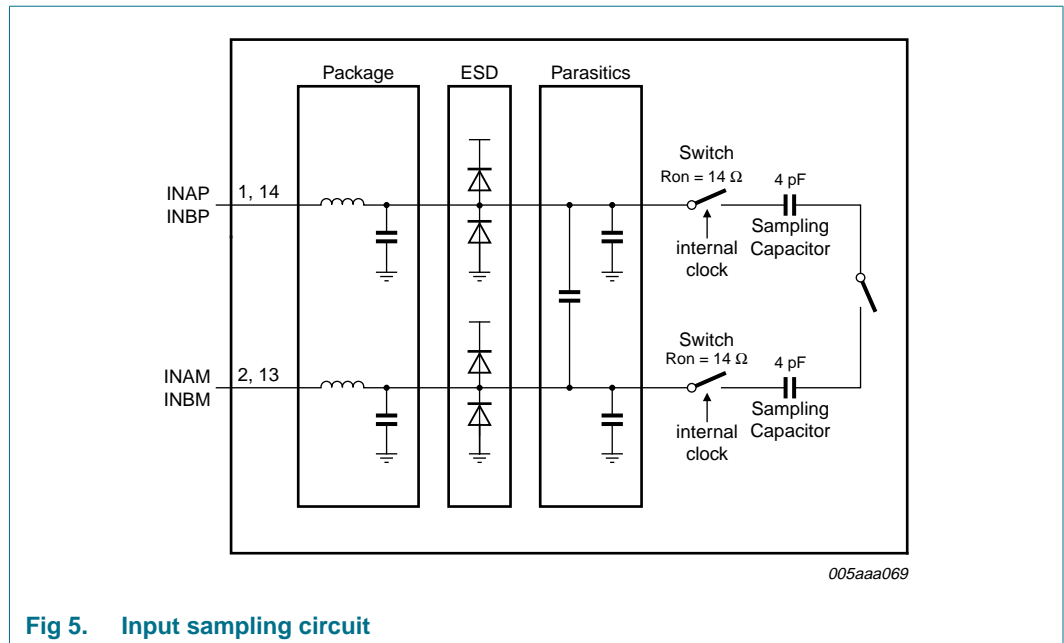 Package
ESD
Parasitics
Switch
Ron = 14 Ω
4 pF
INAP
INBP
1, 14
internal
clock
Sampling
Capacitor
Switch
Ron = 14 Ω
4 pF
INAM
INBM
2, 13
internal
clock
Sampling
Capacitor
005aaa069
Fig 5. Input sampling circuit